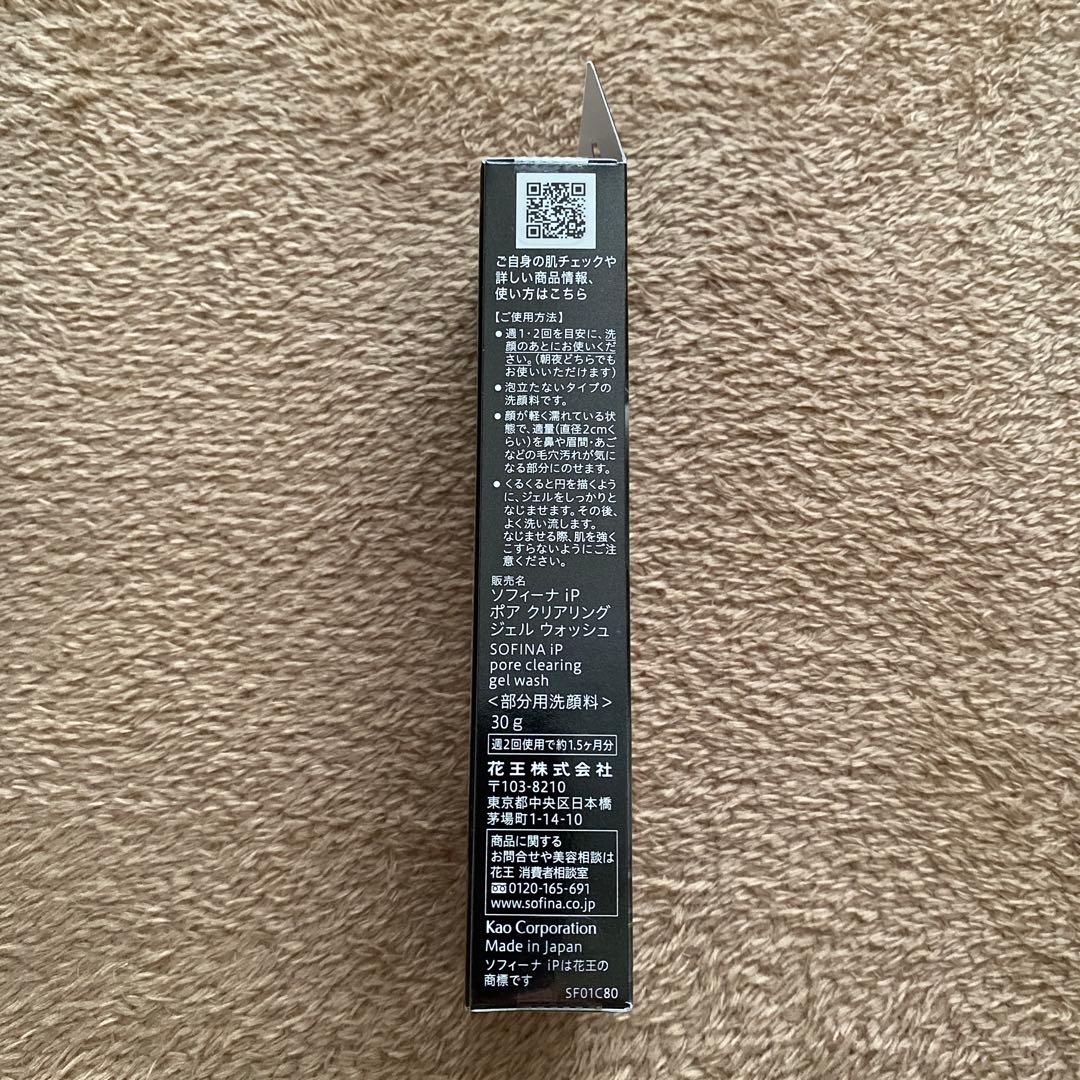 ご自身の肌チェックや
詳しい商品情報、
使い方はこちら
【ご使用方法】
●週1・2回を目安に、洗
顔のあとにお使いくだ
さい。(朝夜どちらでも
お使いいただけます)
●泡立たないタイプの
洗顔料です。
●顔が軽く濡れている状
態で、適量(直径2cmく
らい)を鼻や眉間・あご
などの毛穴汚れが気に
なる部分にのせます。
●くるくると円を描くよう
に、ジェルをしっかりと
なじませます。その後、
よく洗い流します。
なじませる際、肌を強く
こすらないようにご注
意ください。
販売名
ソフィーナ iP
ポア クリアリング
ジェル ウォッシュ
SOFINA iP
pore clearing
gel wash
<部分用洗顔料>
30g
週2回使用で約1.5ヶ月分
花王株式会社
〒103-8210
東京都中央区日本橋
茅場町1-14-10
商品に関する
お問合せや美容相談は
花王 消費者相談室
0120-165-691
www.sofina.co.jp
Kao Corporation
Made in Japan
ソフィーナ iPは花王の
商標です
SF01C80